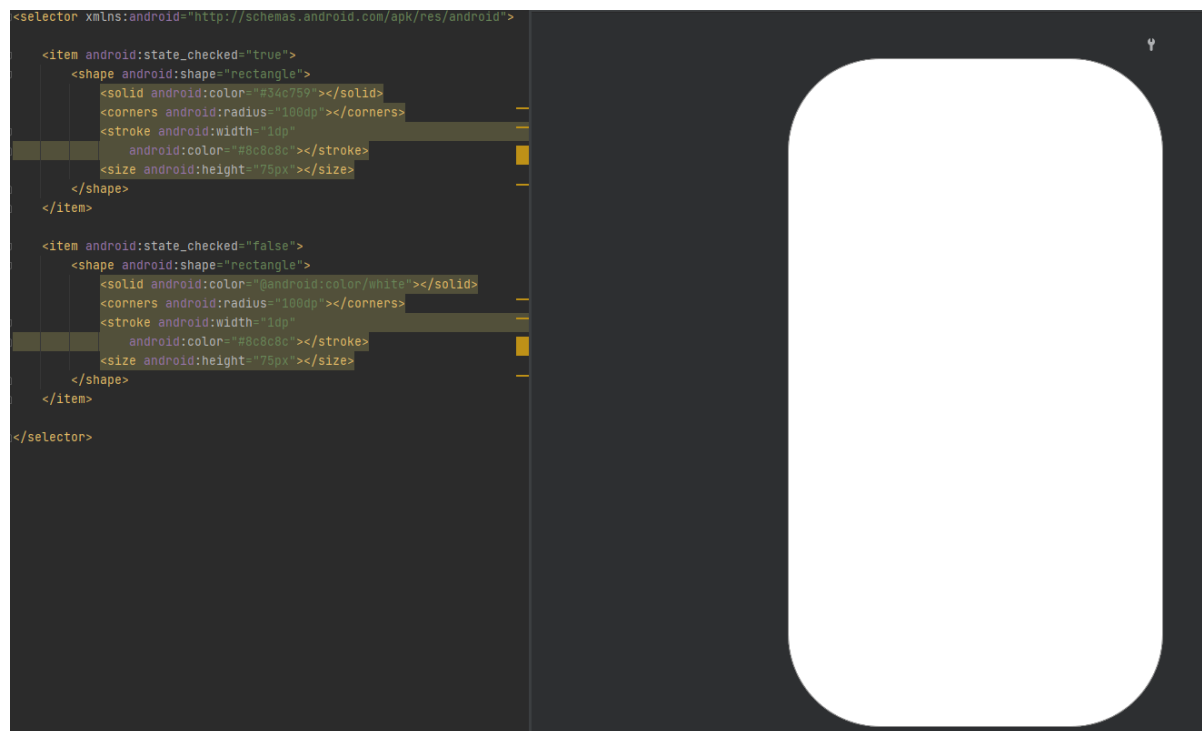 <selector xmlns:android="http://schemas.android.com/apk/res/android">
<item android:state_checked="true">
<shape android:shape="rectangle">
<solid android:color="#34c759"></solid>
<corners android:radius="100dp"></corners>
<stroke android:width="1dp"
android:color="#8c8c8c"></stroke>
<size android:height="75px"></size>
</shape>
</item>
<item android:state_checked="false">
<shape android:shape="rectangle">
<solid android:color="@android:color/white"></solid>
<corners android:radius="100dp"></corners>
<stroke android:width="1dp"
android:color="#8c8c8c"></stroke>
<size android:height="75px"></size>
</shape>
</item>
</selector>